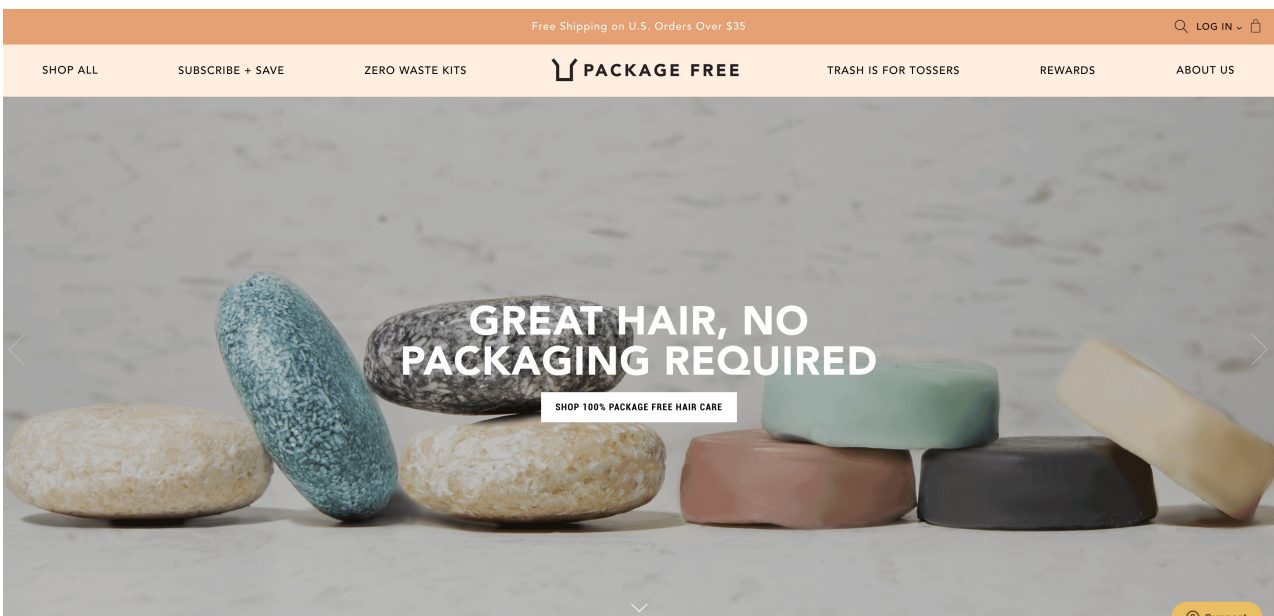 Free Shipping on U.S. Orders Over $35
LOG IN
SHOP ALL
SUBSCRIBE + SAVE
ZERO WASTE KITS
PACKAGE FREE
TRASH IS FOR TOSSERS
REWARDS
ABOUT US
GREAT HAIR, NO
PACKAGING REQUIRED
SHOP 100% PACKAGE FREE HAIR CARE